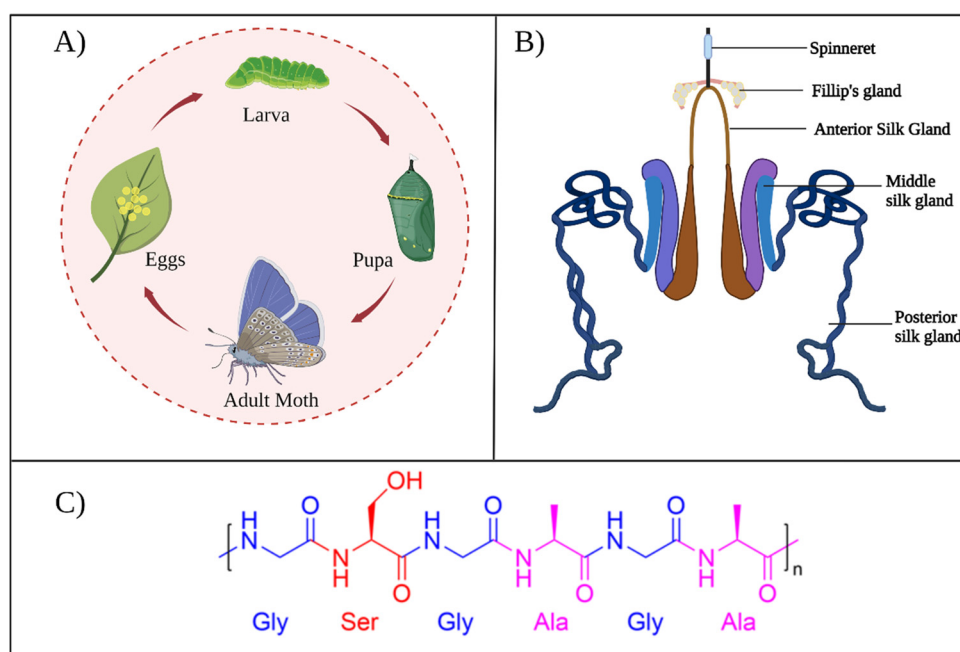 A)
Larva
Eggs
Pupa
Adult Moth
B)
Spinneret
Fillip's gland
Anterior Silk Gland
Middle
silk gland
Posterior
silk gland
C)
OH
H
N
O
N
H
O
H
N
O
N
H
O
H
N
O
N
H
O
n
Gly Ser Gly Ala Gly Ala